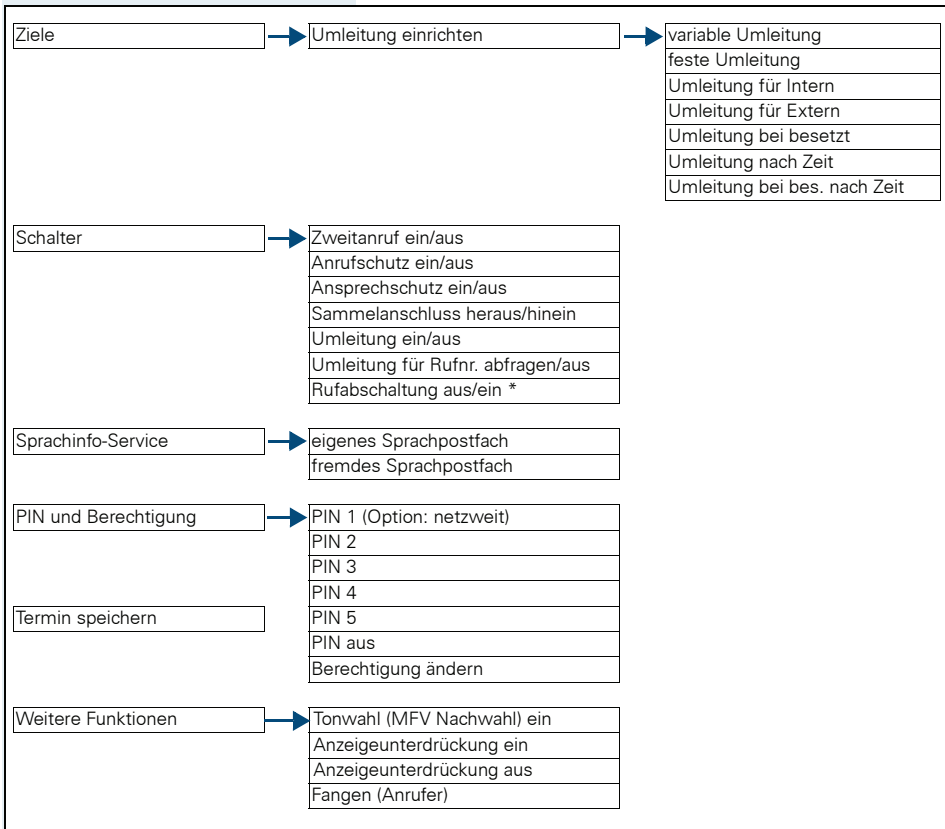 Ziele
Umleitung einrichten
variable Umleitung
feste Umleitung
Umleitung für Intern
Umleitung für Extern
Umleitung bei besetzt
Umleitung nach Zeit
Umleitung bei bes. nach Zeit
Schalter
Zweitanruf ein/aus
Anrufschutz ein/aus
Ansprechschutz ein/aus
Sammelanschluss heraus/hinein
Umleitung ein/aus
Umleitung für Rufnr. abfragen/aus
Rufabschaltung aus/ein *
Sprachinfo-Service
eigenes Sprachpostfach
fremdes Sprachpostfach
PIN und Berechtigung
PIN 1 (Option: netzweit)
PIN 2
PIN 3
PIN 4
PIN 5
PIN aus
Berechtigung ändern
Termin speichern
Weitere Funktionen
Tonwahl (MFV Nachwahl) ein
Anzeigeunterdrückung ein
Anzeigeunterdrückung aus
Fangen (Anrufer)